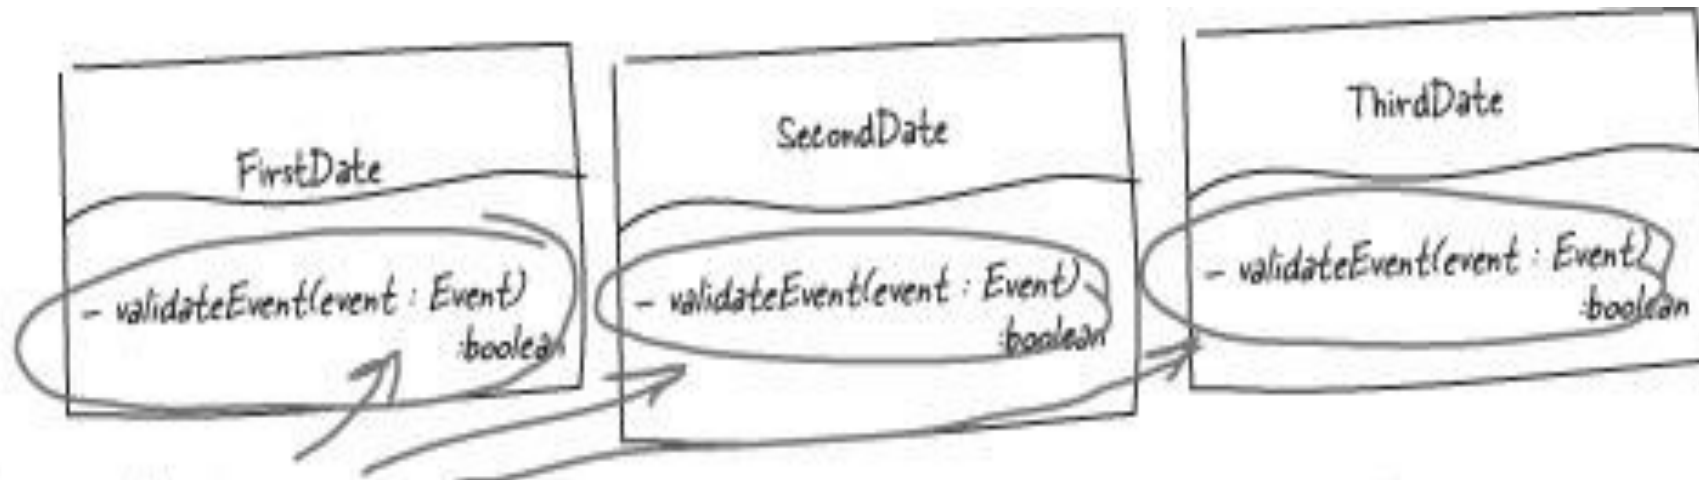 FirstDate
- validateEvent(event : Event)
:boolean
SecondDate
- validateEvent(event : Event)
:boolean
ThirdDate
- validateEvent(event : Event)
:boolean